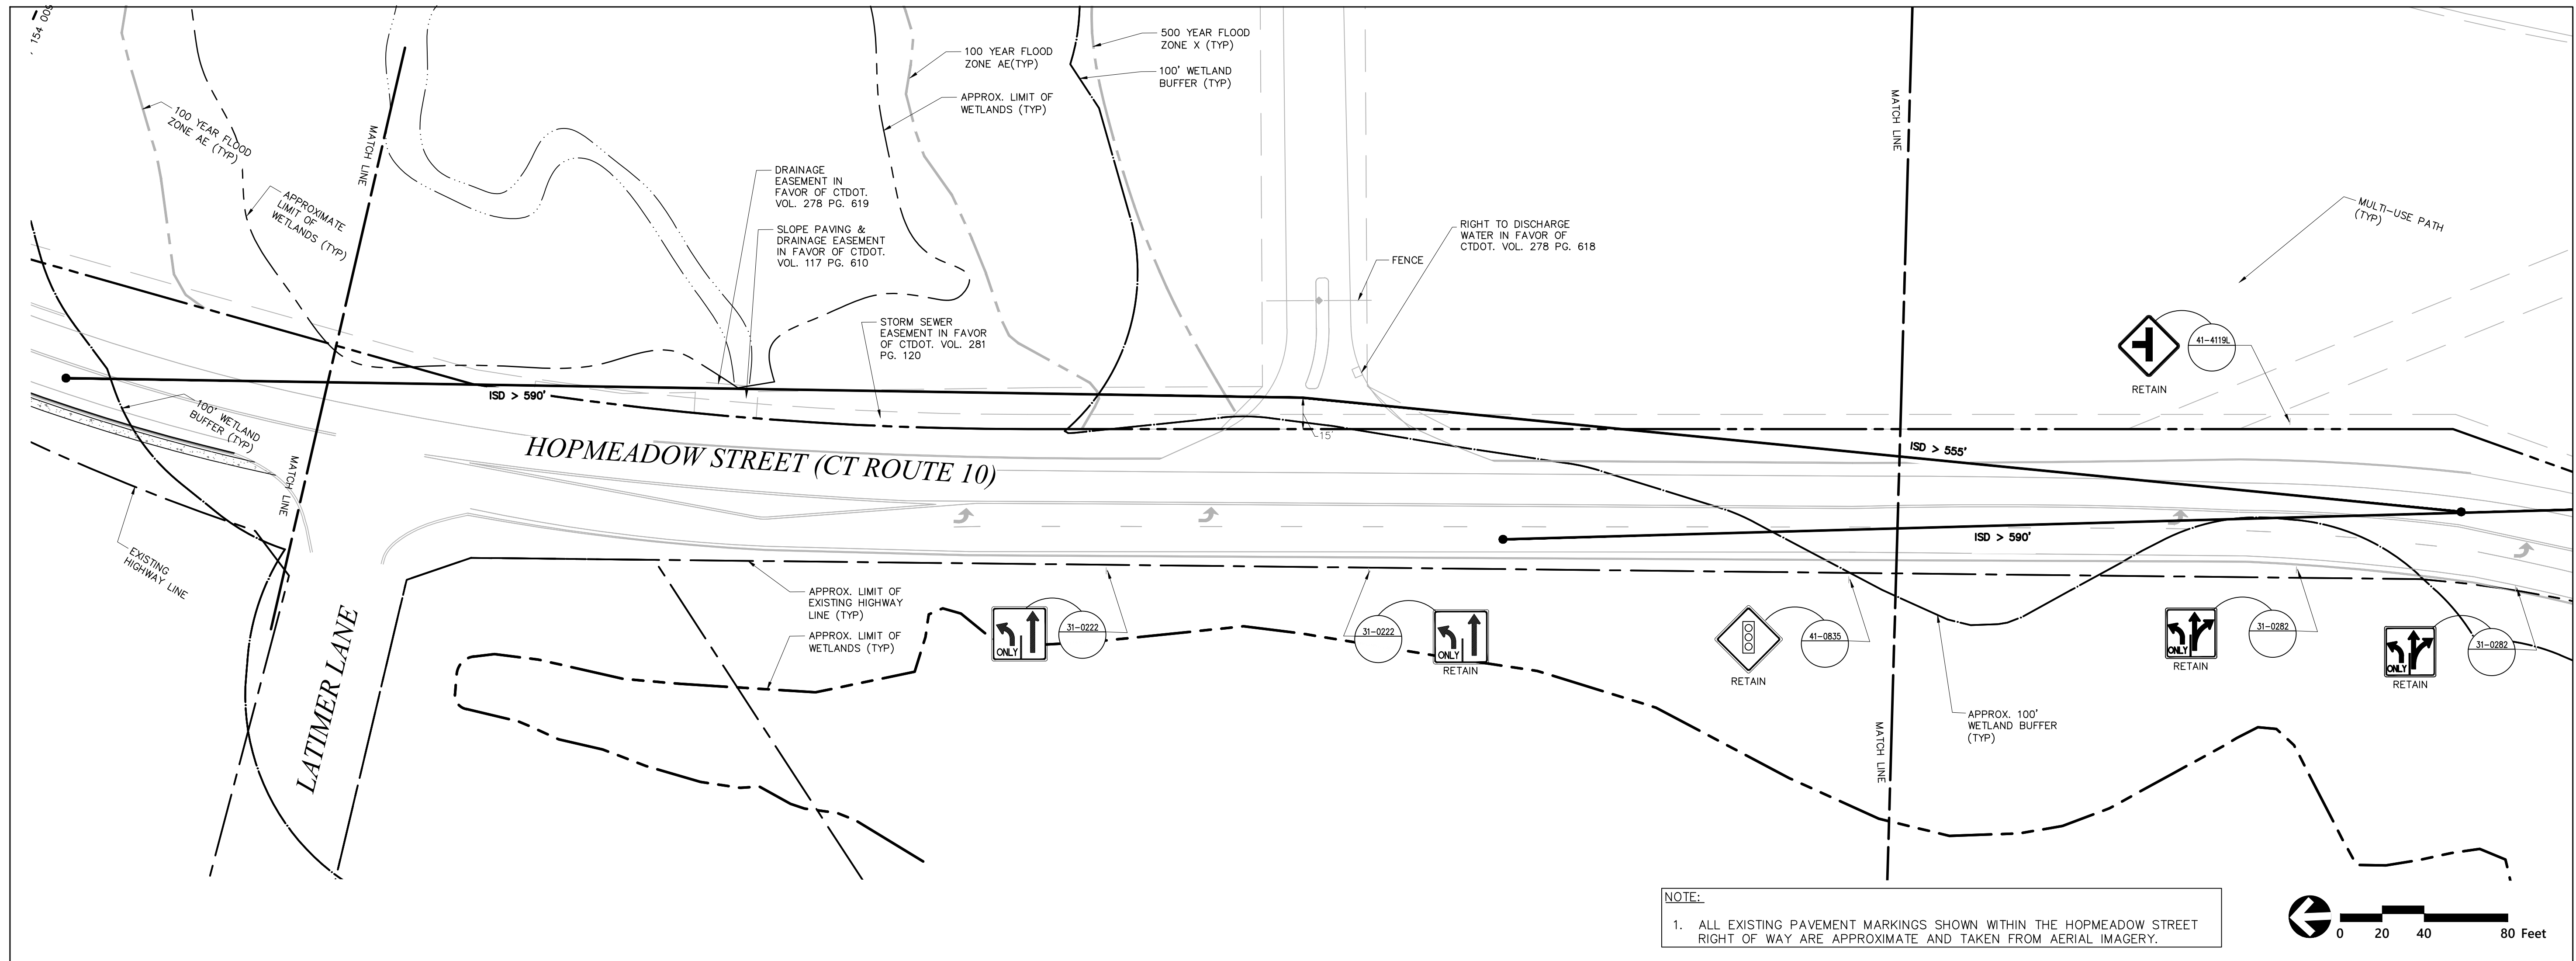 154 009
100 YEAR FLOOD
ZONE AE (TYP)
APPROXIMATE
LIMIT OF
WETLANDS (TYP)
MATCH LINE
100 YEAR FLOOD
ZONE AE(TYP)
APPROX. LIMIT OF
WETLANDS (TYP)
500 YEAR FLOOD
ZONE X (TYP)
100' WETLAND
BUFFER (TYP)
DRAINAGE
EASEMENT IN
FAVOR OF CTDOT.
VOL. 278 PG. 619
SLOPE PAVING &
DRAINAGE EASEMENT
IN FAVOR OF CTDOT.
VOL. 117 PG. 610
STORM SEWER
EASEMENT IN FAVOR
OF CTDOT. VOL. 281
PG. 120
FENCE
RIGHT TO DISCHARGE
WATER IN FAVOR OF
CTDOT. VOL. 278 PG. 618
MATCH LINE
MULTI-USE PATH
(TYP)
41-4119L
RETAIN
ISD > 590'
15'
ISD > 555'
100' WETLAND
BUFFER (TYP)
HOPMEADOW STREET (CT ROUTE 10)
MATCH LINE
ISD > 590'
EXISTING
HIGHWAY LINE
LATIMER LANE
APPROX. LIMIT OF
EXISTING HIGHWAY
LINE (TYP)
APPROX. LIMIT OF
WETLANDS (TYP)
ONLY
31-0222
31-0222
ONLY
RETAIN
41-0835
RETAIN
ONLY
31-0282
RETAIN
ONLY
31-0282
RETAIN
APPROX. 100'
WETLAND BUFFER
(TYP)
MATCH LINE
NOTE:
1. ALL EXISTING PAVEMENT MARKINGS SHOWN WITHIN THE HOPMEADOW STREET
RIGHT OF WAY ARE APPROXIMATE AND TAKEN FROM AERIAL IMAGERY.
0 20 40 80 Feet